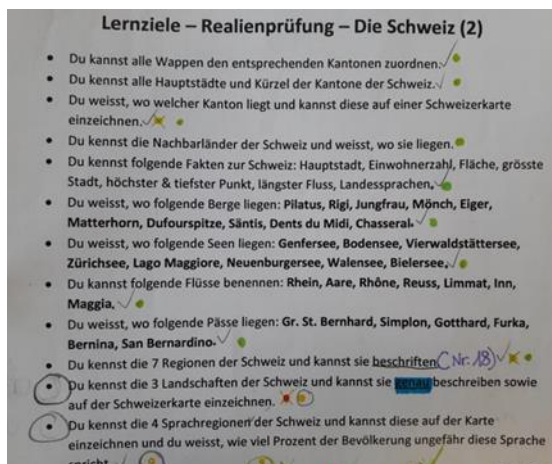 Lernziele – Realienprüfung – Die Schweiz (2)
• Du kannst alle Wappen den entsprechenden Kantonen zuordnen.
• Du kennst alle Hauptstädte und Kürzel der Kantone der Schweiz.
• Du weisst, wo welcher Kanton liegt und kannst diese auf einer Schweizerkarte
einzeichnen.
• Du kennst die Nachbarländer der Schweiz und weisst, wo sie liegen.
• Du kennst folgende Fakten zur Schweiz: Hauptstadt, Einwohnerzahl, Fläche, grösste
Stadt, höchster & tiefster Punkt, längster Fluss, Landessprachen.
• Du weisst, wo folgende Berge liegen: Pilatus, Rigi, Jungfrau, Mönch, Eiger,
Matterhorn, Dufourspitze, Säntis, Dents du Midi, Chasseral.
• Du weisst, wo folgende Seen liegen: Genfersee, Bodensee, Vierwaldstättersee,
Zürichsee, Lago Maggiore, Neuenburgersee, Walensee, Bielersee.
• Du kannst folgende Flüsse benennen: Rhein, Aare, Rhône, Reuss, Limmat, Inn,
Maggia.
• Du weisst, wo folgende Pässe liegen: Gr. St. Bernhard, Simplon, Gotthard, Furka,
Bernina, San Bernardino.
• Du kennst die 7 Regionen der Schweiz und kannst sie beschriften (Nr. 18)
• Du kennst die 3 Landschaften der Schweiz und kannst sie genau beschreiben sowie
auf der Schweizerkarte einzeichnen.
• Du kennst die 4 Sprachregionen der Schweiz und kannst diese auf der Karte
einzeichnen und du weisst, wie viel Prozent der Bevölkerung ungefähr diese Sprache
spricht.